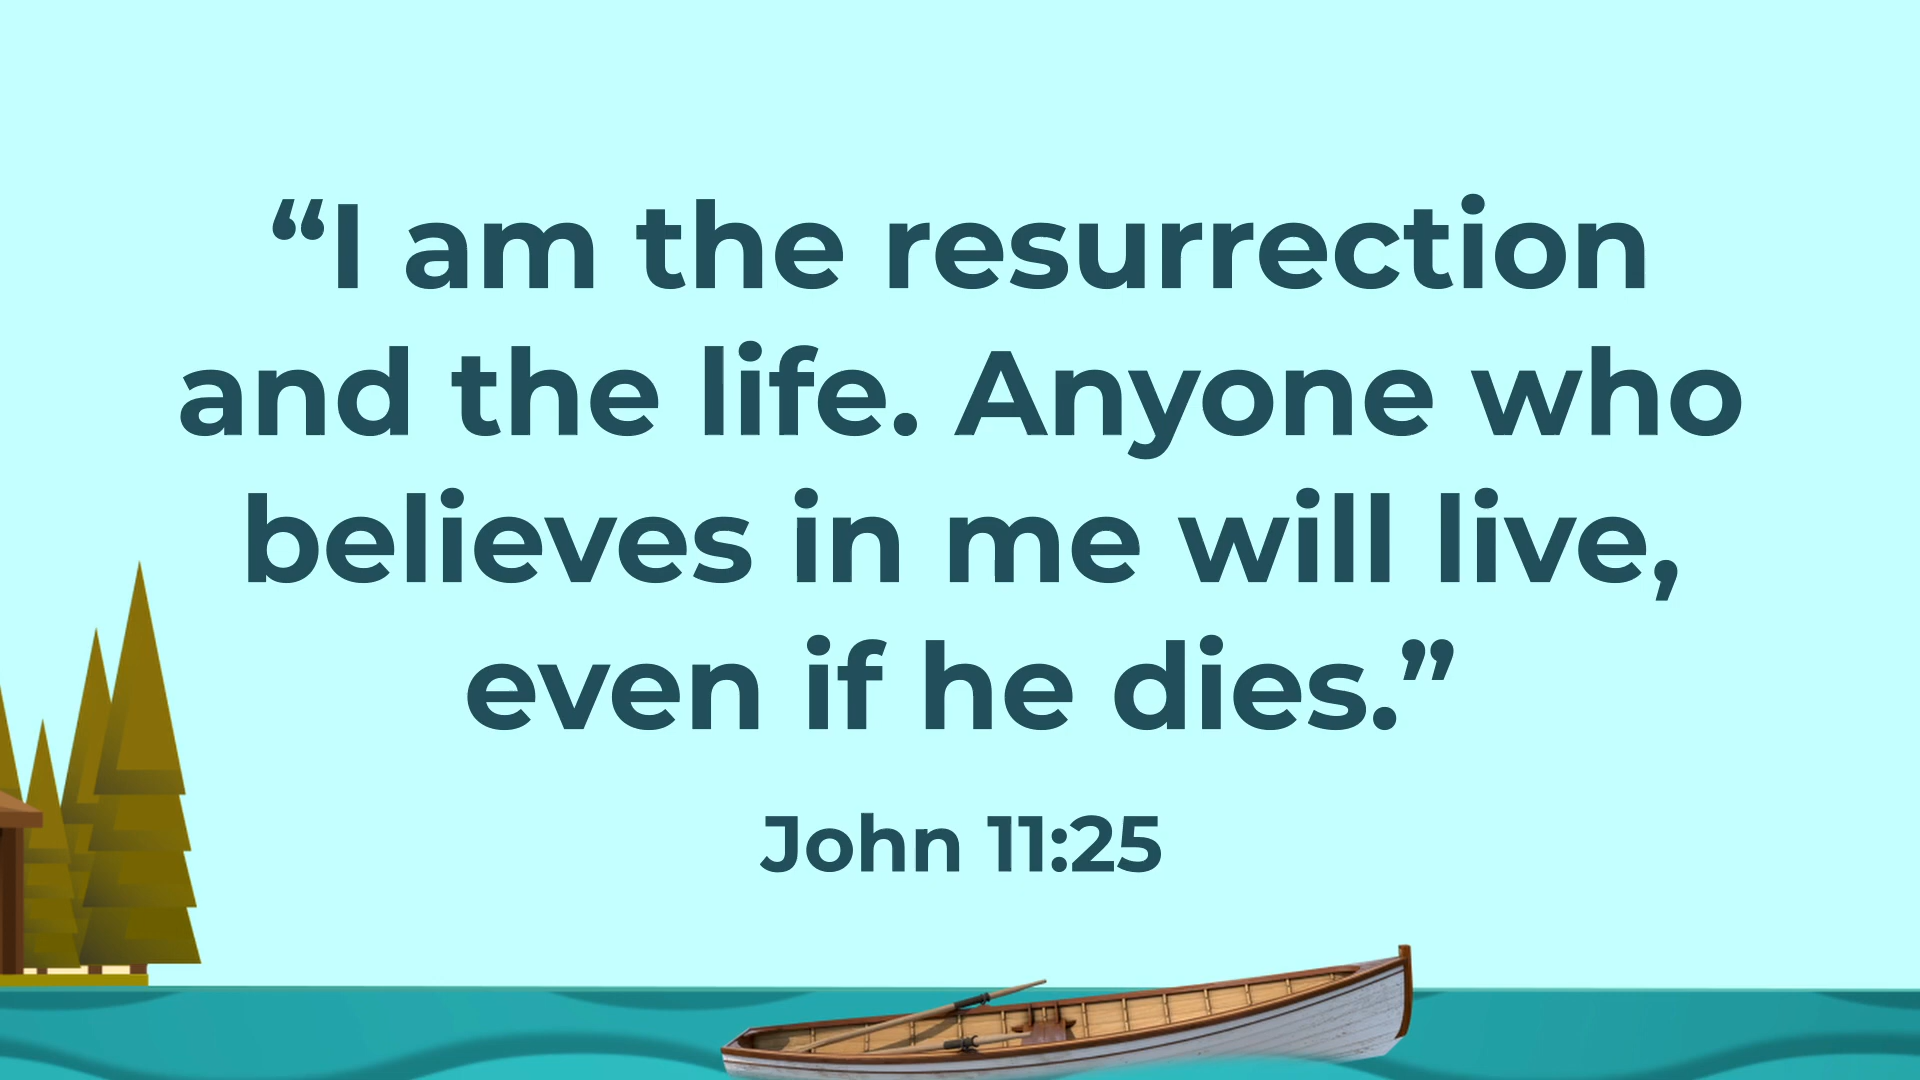 “I am the resurrection
and the life. Anyone who
believes in me will live,
even if he dies.”
John 11:25